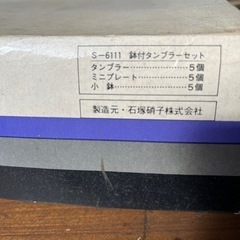 S-6111 鉢付タンブラーセット
タンブラー……………………5個
ミニプレート…………………5個
小鉢……………………………5個
製造元・石塚硝子株式会社